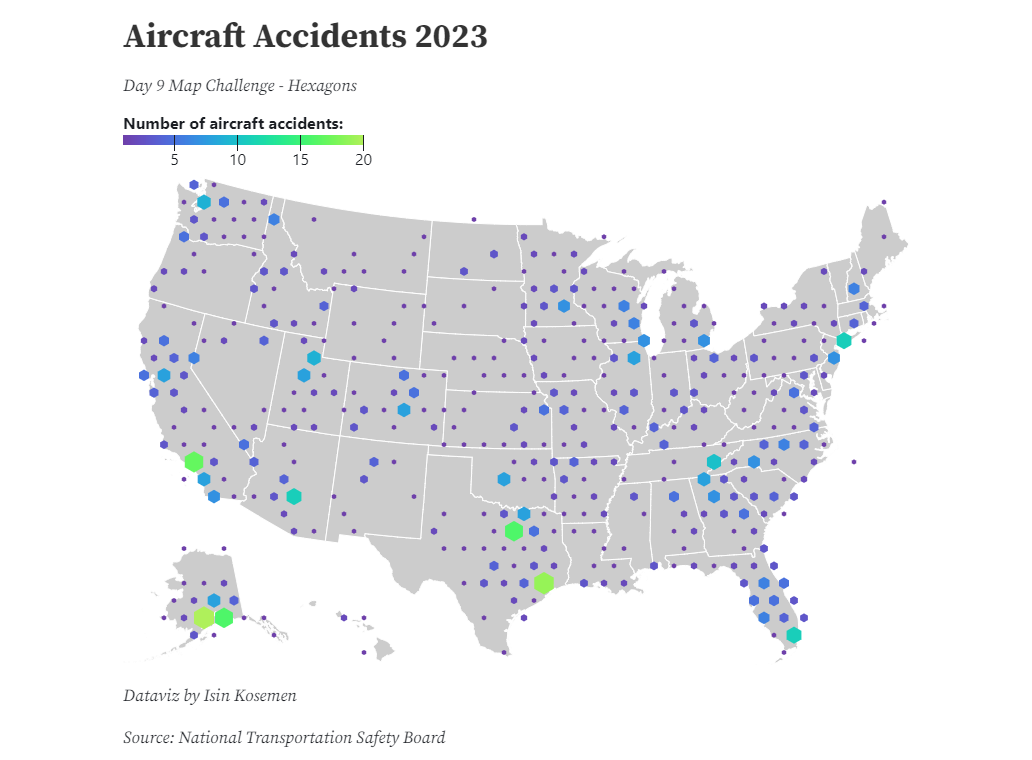 Aircraft Accidents 2023
Day 9 Map Challenge - Hexagons
Number of aircraft accidents:
5 10 15 20
Dataviz by Isin Kosemen
Source: National Transportation Safety Board